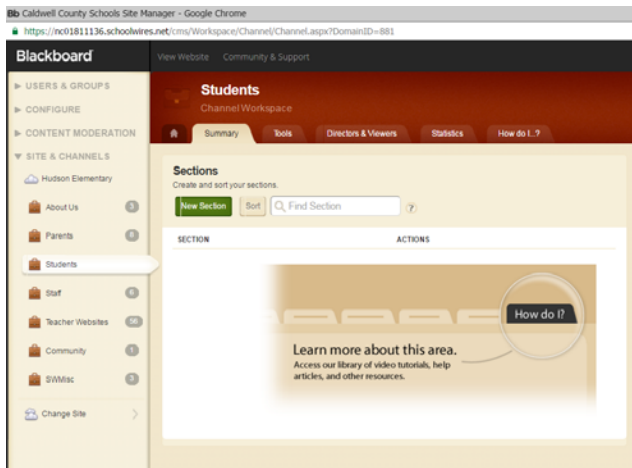 Bb Caldwell County Schools Site Manager - Google Chrome
https://nc01811136.schoolwires.net/cms/Workspace/Channel/Channel.aspx?DomainID=881
Blackboard
View Website Community & Support
USERS & GROUPS
CONFIGURE
CONTENT MODERATION
SITE & CHANNELS
Hudson Elementary
About Us 3
Parents 8
Students
Staff 6
Teacher Websites 56
Community 1
SWMisc 3
Change Site
Students
Channel Workspace
Summary Tools Directors & Viewers Statistics How do I...?
Sections
Create and sort your sections.
New Section Sort Find Section ?
SECTION ACTIONS
How do I?
Learn more about this area.
Access our library of video tutorials, help
articles, and other resources.